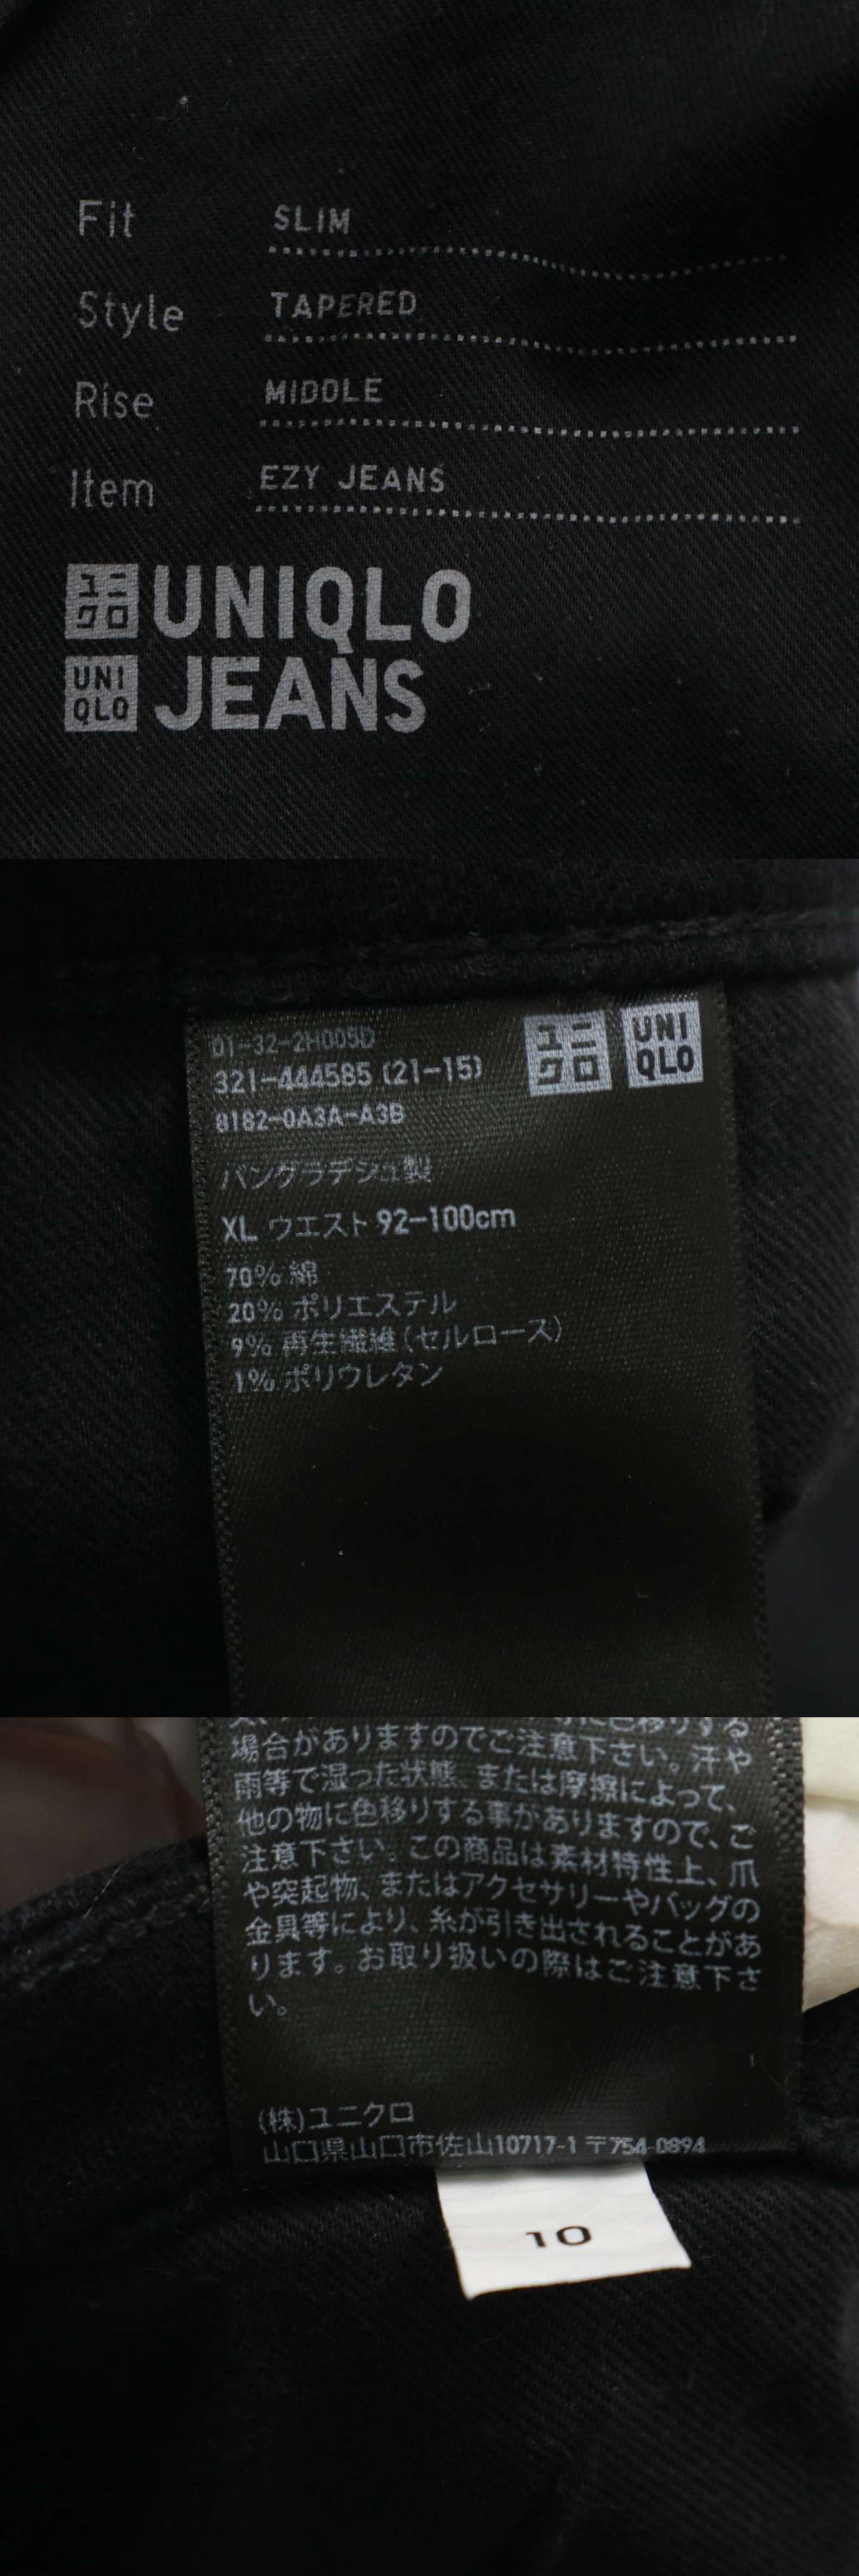 Fit SLIM
Style TAPERED
Rise MIDDLE
Item EZY JEANS
ユニ
クロ
UNIQLO
UNI
QLO
JEANS
01-32-2H005D
321-444585 (21-15)
8182-0A3A-A3B
ユニ
クロ
UNI
QLO
バングラデシュ製
XL ウエスト 92-100cm
70% 綿
20% ポリエステル
9% 再生繊維(セルロース)
1% ポリウレタン
に色移りする
場合がありますのでご注意下さい。汗や
雨等で湿った状態、または摩擦によって、
他の物に色移りする事がありますので、ご
注意下さい。この商品は素材特性上、爪
や突起物、またはアクセサリーやバッグの
金具等により、糸が引き出されることがあ
ります。お取り扱いの際はご注意下さ
い。
(株)ユニクロ
山口県山口市佐山10717-1 〒754-0894
10